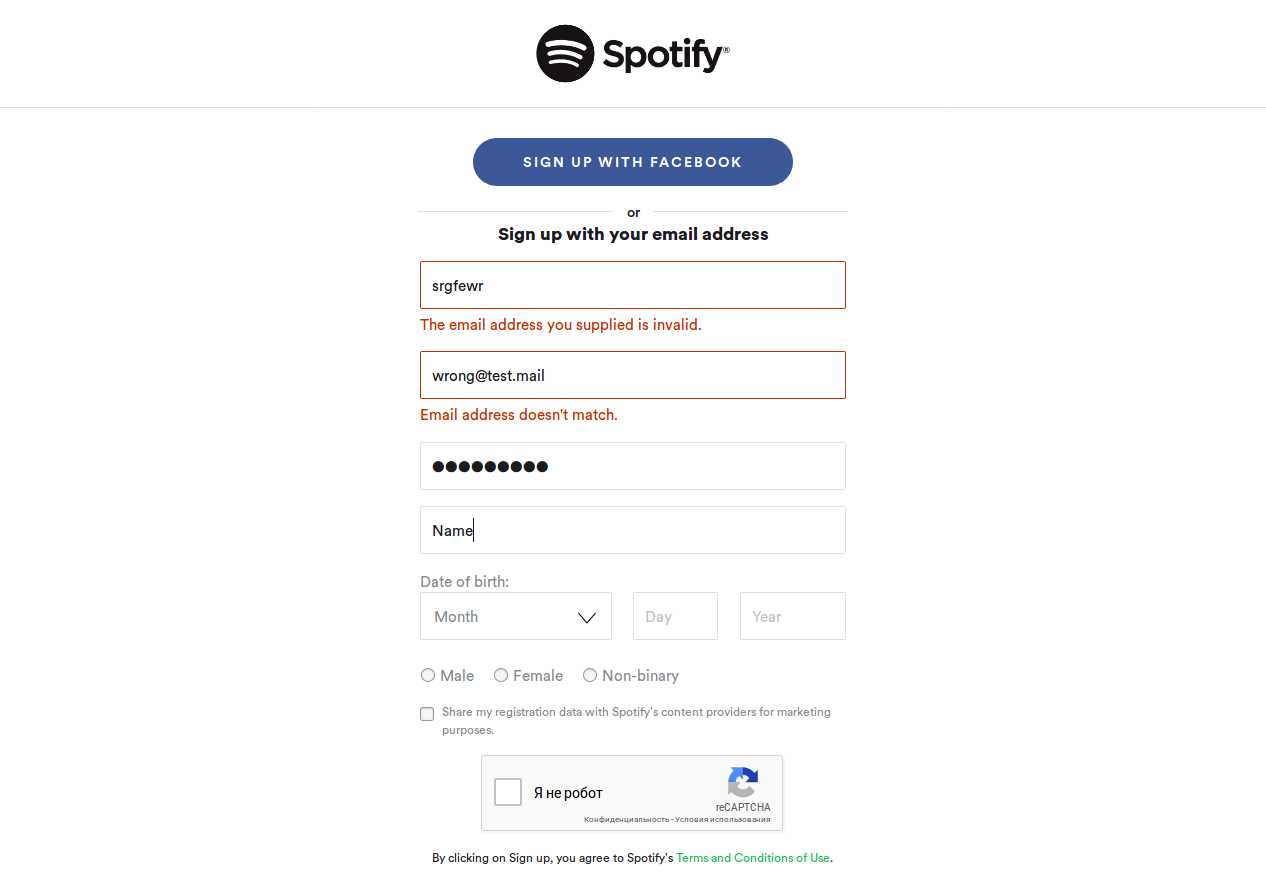 Spotify®
SIGN UP WITH FACEBOOK
or
Sign up with your email address
srgfewr
The email address you supplied is invalid.
wrong@test.mail
Email address doesn't match.
●●●●●●●●●
Name
Date of birth:
Month Day Year
Male Female Non-binary
Share my registration data with Spotify's content providers for marketing
purposes.
Я не робот
reCAPTCHA
Конфиденциальность - Условия использования
By clicking on Sign up, you agree to Spotify's Terms and Conditions of Use.